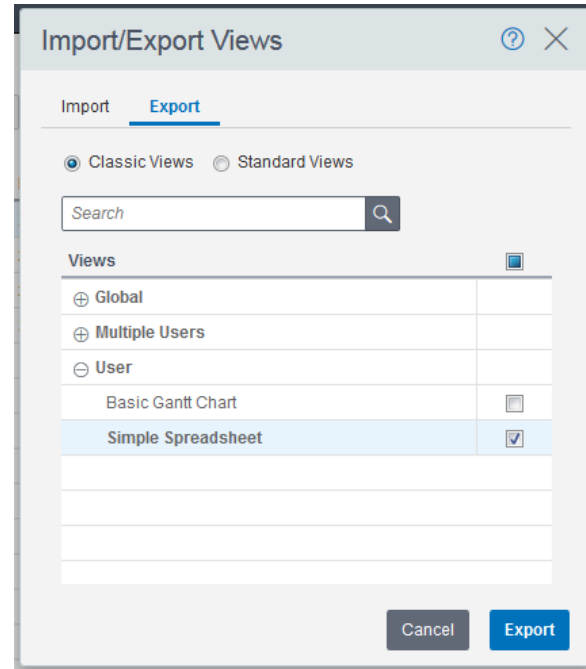 Import/Export Views
Import Export
Classic Views Standard Views
Search
Views
Global
Multiple Users
User
Basic Gantt Chart
Simple Spreadsheet
Cancel Export